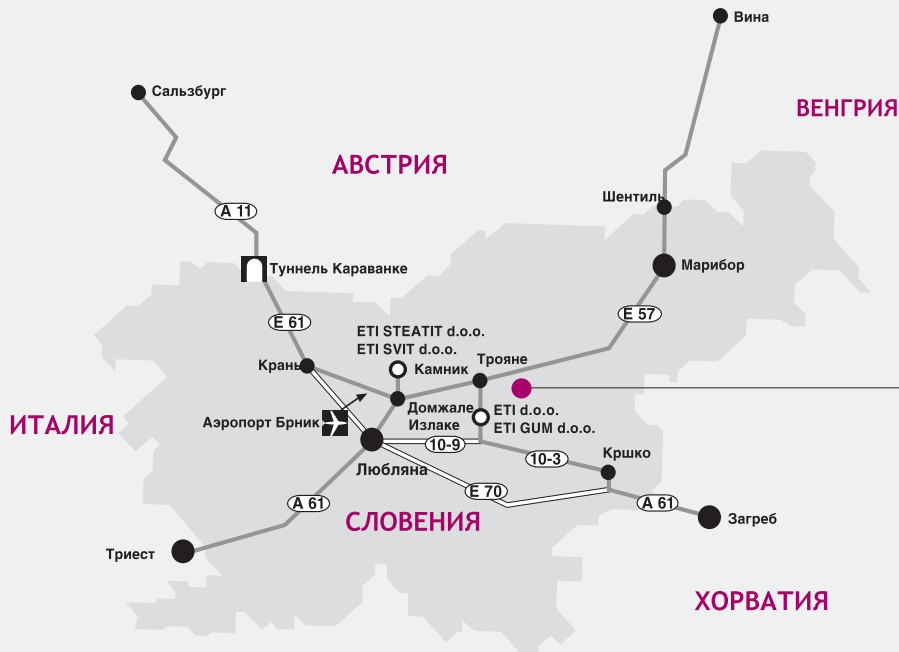 Вина
Сальзбург
ВЕНГРИЯ
АВСТРИЯ
Шентиль
A 11
Туннель Караванке
Марибор
E 61
E 57
ETI STEATIT d.o.o.
ETI SVIT d.o.o.
Трояне
Крань
Камник
Домжале
ETI d.o.o.
ИТАЛИЯ
Аэропорт Брник
Излаке
ETI GUM d.o.o.
10-9
Кршко
10-3
Любляна
E 70
A 61
A 61
СЛОВЕНИЯ
Загреб
Триест
ХОРВАТИЯ